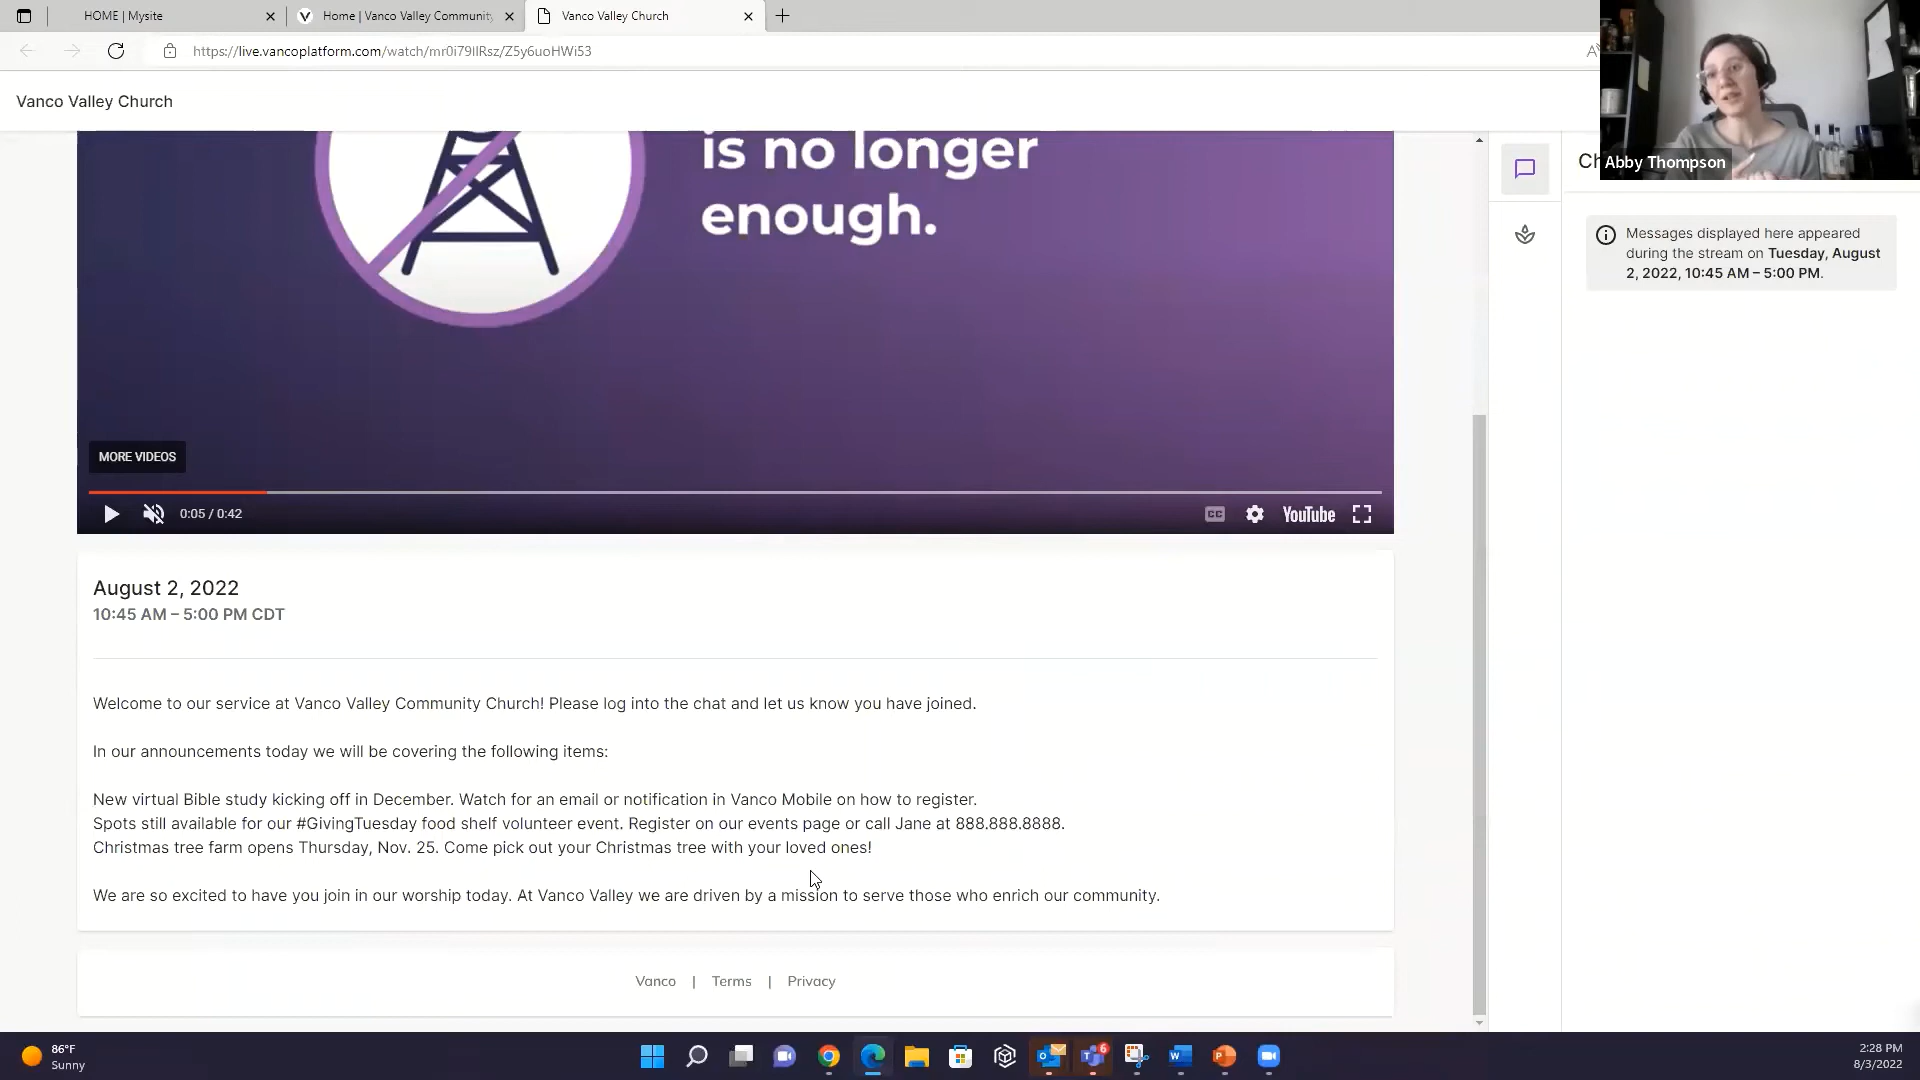 HOME | Mysite
Home | Vanco Valley Community
Vanco Valley Church
https://live.vancoplatform.com/watch/mr0i79IIRsz/Z5y6uoHWi53
Vanco Valley Church
Abby Thompson
is no longer
enough.
Messages displayed here appeared
during the stream on Tuesday, August
2, 2022, 10:45 AM – 5:00 PM.
MORE VIDEOS
0:05 / 0:42
CC
YouTube
August 2, 2022
10:45 AM – 5:00 PM CDT
Welcome to our service at Vanco Valley Community Church! Please log into the chat and let us know you have joined.
In our announcements today we will be covering the following items:
New virtual Bible study kicking off in December. Watch for an email or notification in Vanco Mobile on how to register.
Spots still available for our #GivingTuesday food shelf volunteer event. Register on our events page or call Jane at 888.888.8888.
Christmas tree farm opens Thursday, Nov. 25. Come pick out your Christmas tree with your loved ones!
We are so excited to have you join in our worship today. At Vanco Valley we are driven by a mission to serve those who enrich our community.
Vanco | Terms | Privacy
86°F
Sunny
6
2:28 PM
8/3/2022